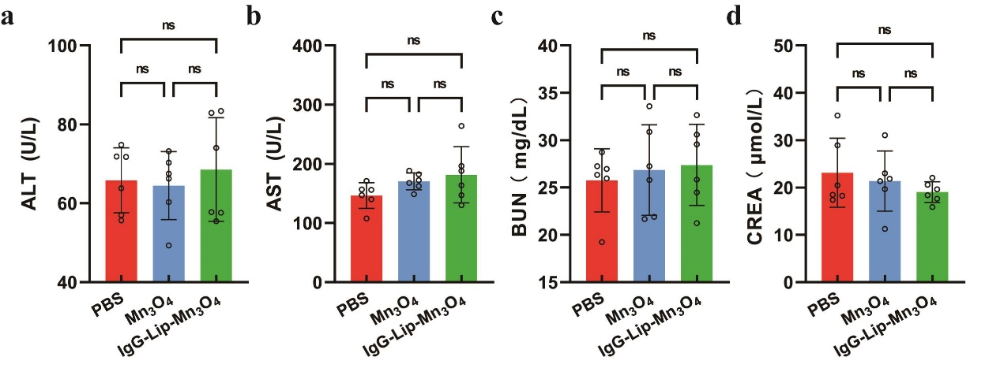 a
ns
ns
ns
ALT (U/L)
100
80
60
40
PBS
Mn₃O₄
IgG-Lip-Mn₃O₄
b
ns
ns
ns
AST (U/L)
400
300
200
100
0
PBS
Mn₃O₄
IgG-Lip-Mn₃O₄
c
ns
ns
ns
BUN（ mg/dL）
40
35
30
25
20
15
PBS
Mn₃O₄
IgG-Lip-Mn₃O₄
d
ns
ns
ns
CREA（ μmol/L）
50
40
30
20
10
0
PBS
Mn₃O₄
IgG-Lip-Mn₃O₄